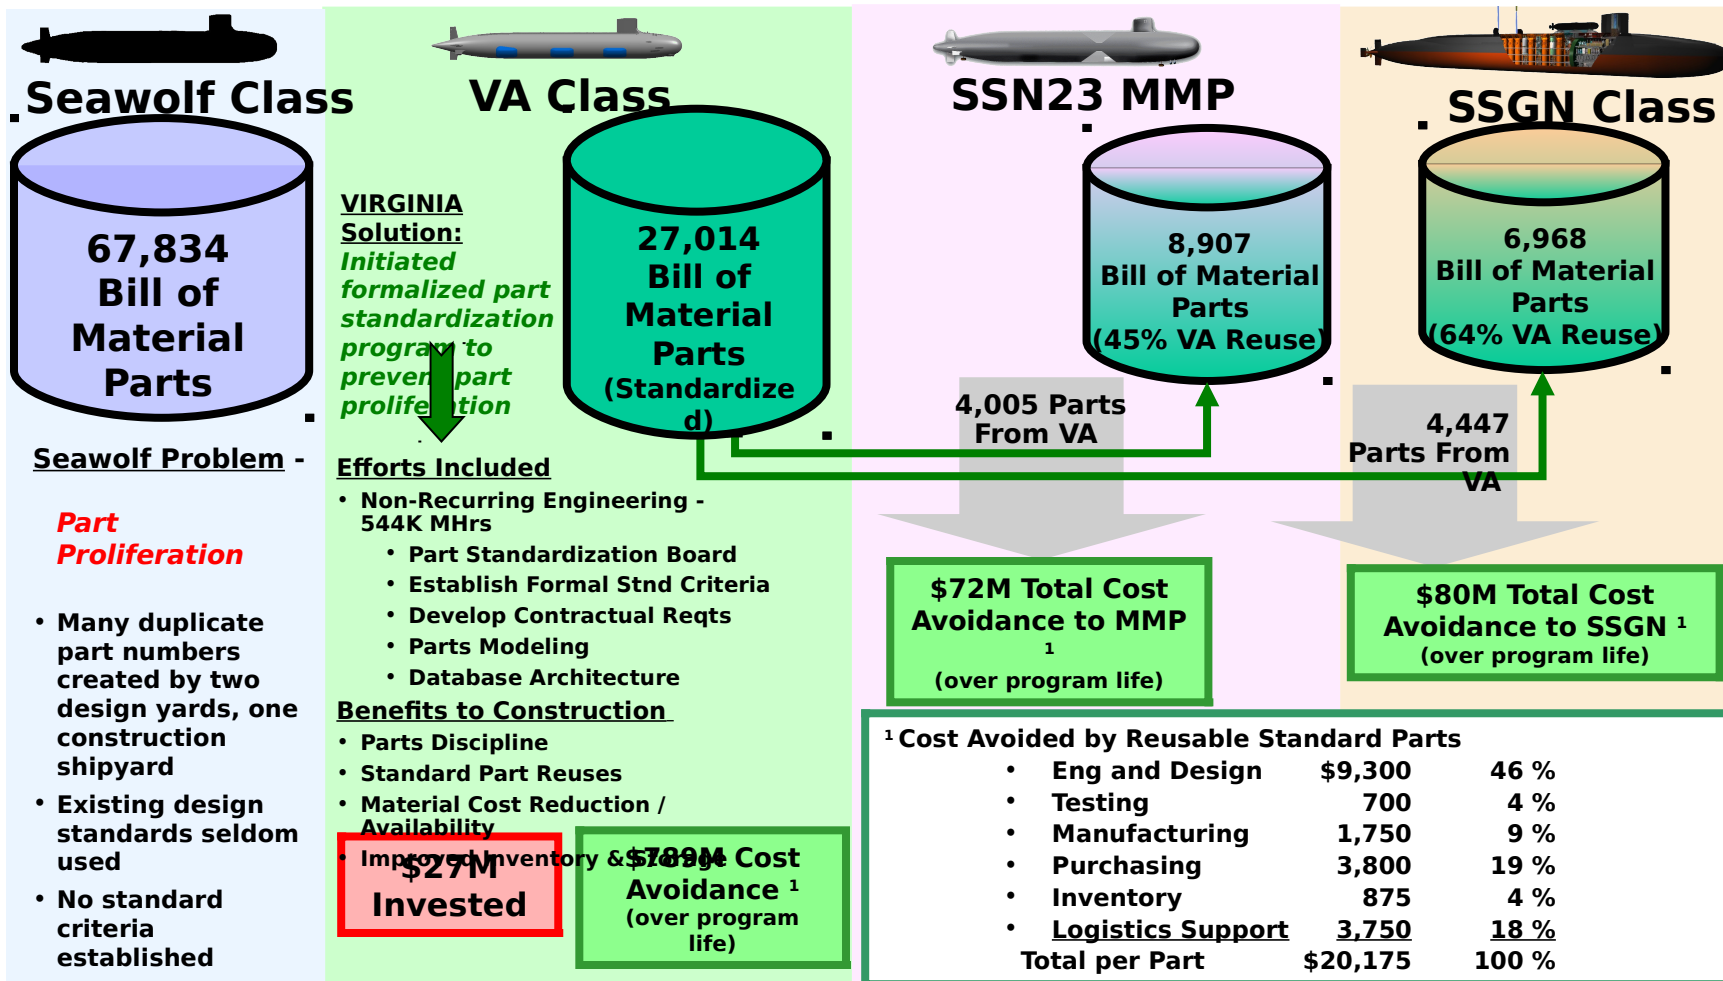 Seawolf Class
67,834
Bill of
Material
Parts
Seawolf Problem -
Part
Proliferation
• Many duplicate
part numbers
created by two
design yards, one
construction
shipyard
• Existing design
standards seldom
used
• No standard
criteria
established
VA Class
VIRGINIA
Solution:
Initiated
formalized part
standardization
program to
prevent part
proliferation
27,014
Bill of
Material
Parts
(Standardize
d)
Efforts Included
• Non-Recurring Engineering -
544K MHrs
• Part Standardization Board
• Establish Formal Stnd Criteria
• Develop Contractual Reqts
• Parts Modeling
• Database Architecture
Benefits to Construction
• Parts Discipline
• Standard Part Reuses
• Material Cost Reduction /
Availability
• Improved Inventory & Storage
$27M
Invested
$789M Cost
Avoidance 1
(over program
life)
SSN23 MMP
8,907
Bill of Material
Parts
(45% VA Reuse)
4,005 Parts
From VA
$72M Total Cost
Avoidance to MMP
1
(over program life)
SSGN Class
6,968
Bill of Material
Parts
(64% VA Reuse)
4,447
Parts From
VA
$80M Total Cost
Avoidance to SSGN 1
(over program life)
1 Cost Avoided by Reusable Standard Parts
• Eng and Design $9,300 46 %
• Testing 700 4 %
• Manufacturing 1,750 9 %
• Purchasing 3,800 19 %
• Inventory 875 4 %
• Logistics Support 3,750 18 %
Total per Part $20,175 100 %